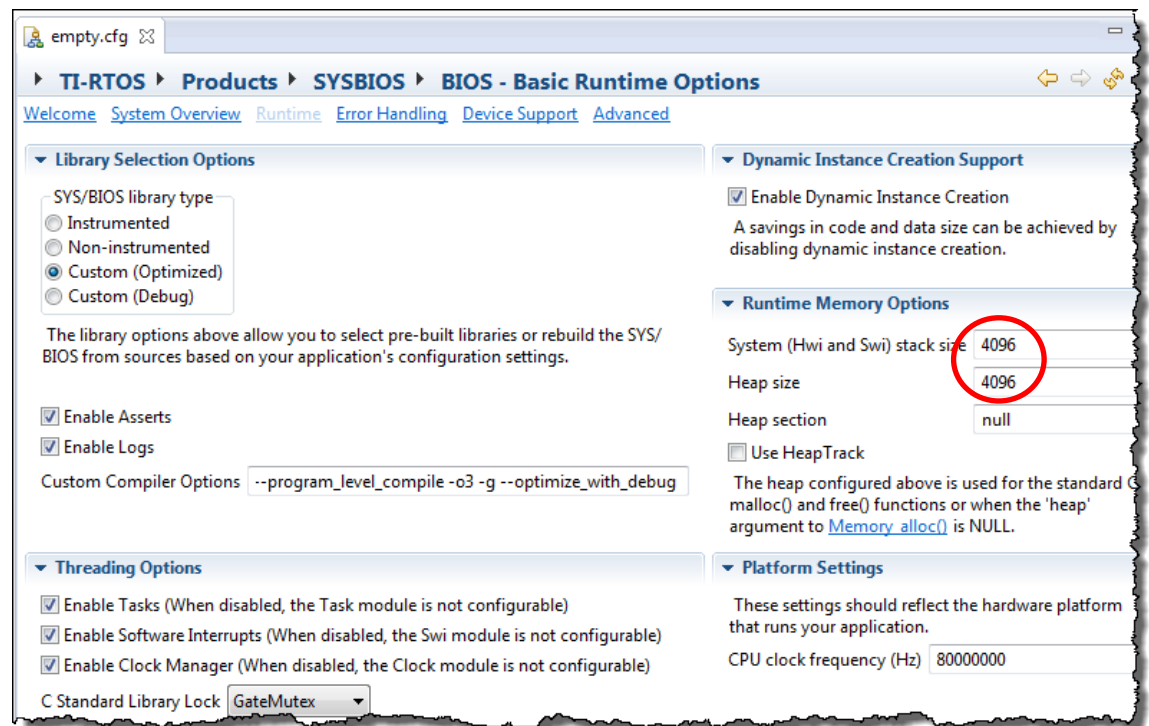 empty.cfg
TI-RTOS Products SYSBIOS BIOS - Basic Runtime Options
Welcome System Overview Runtime Error Handling Device Support Advanced
Library Selection Options
SYS/BIOS library type
Instrumented
Non-instrumented
Custom (Optimized)
Custom (Debug)
The library options above allow you to select pre-built libraries or rebuild the SYS/
BIOS from sources based on your application's configuration settings.
Enable Asserts
Enable Logs
Custom Compiler Options --program_level_compile -o3 -g --optimize_with_debug
Threading Options
Enable Tasks (When disabled, the Task module is not configurable)
Enable Software Interrupts (When disabled, the Swi module is not configurable)
Enable Clock Manager (When disabled, the Clock module is not configurable)
C Standard Library Lock GateMutex
Dynamic Instance Creation Support
Enable Dynamic Instance Creation
A savings in code and data size can be achieved by
disabling dynamic instance creation.
Runtime Memory Options
System (Hwi and Swi) stack size 4096
Heap size 4096
Heap section null
Use HeapTrack
The heap configured above is used for the standard C
malloc() and free() functions or when the 'heap'
argument to Memory_alloc() is NULL.
Platform Settings
These settings should reflect the hardware platform
that runs your application.
CPU clock frequency (Hz) 80000000